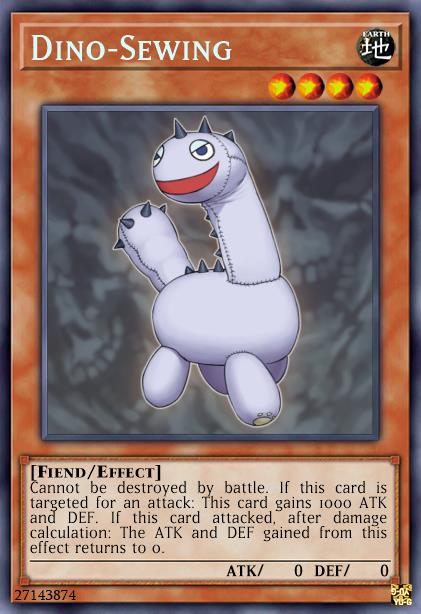 DINO-SEWING
EARTH
地
[FIEND/EFFECT]
Cannot be destroyed by battle. If this card is
targeted for an attack: This card gains 1000 ATK
and DEF. If this card attacked, after damage
calculation: The ATK and DEF gained from this
effect returns to 0.
ATK/ 0 DEF/ 0
27143874